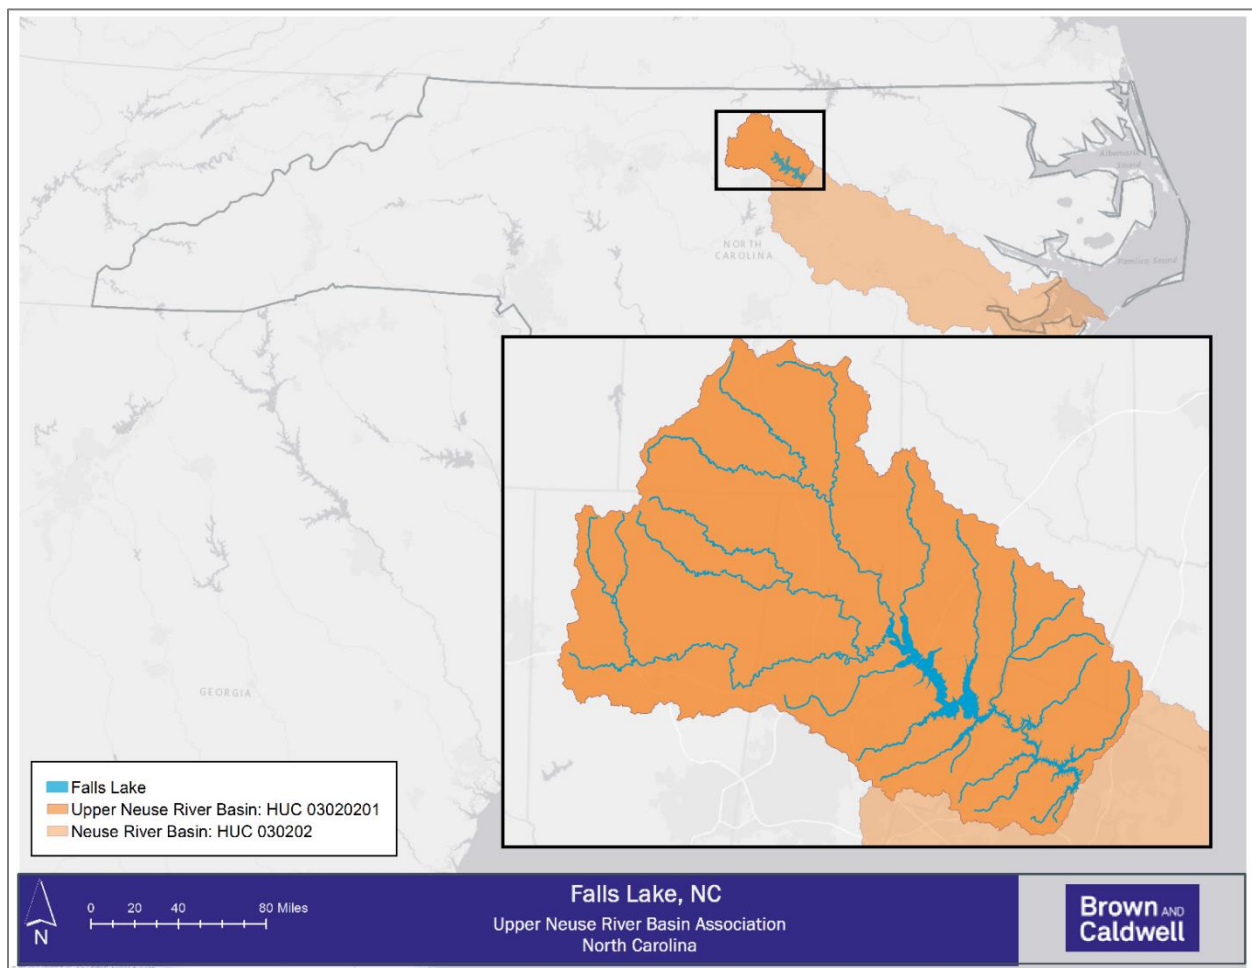 Albemarle
Sound
NORTH
CAROLINA
Pamlico Sound
GEORGIA
Falls Lake
Upper Neuse River Basin: HUC 03020201
Neuse River Basin: HUC 030202
N
0 20 40 80 Miles
Falls Lake, NC
Upper Neuse River Basin Association
North Carolina
Brown AND
Caldwell